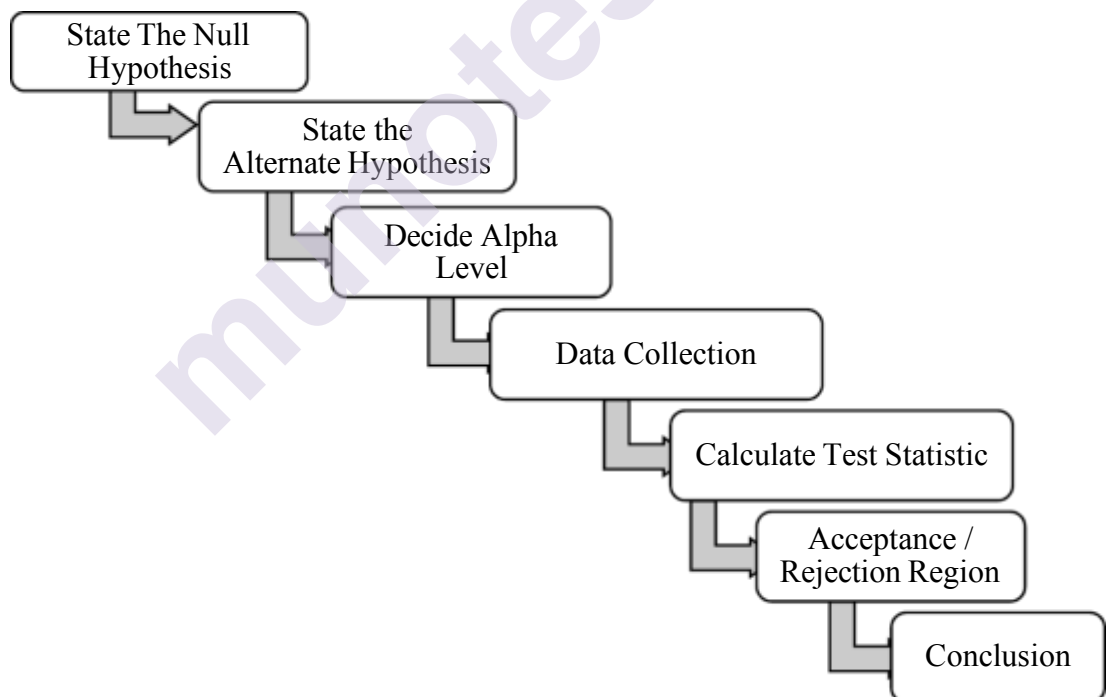 State The Null
Hypothesis
State the
Alternate Hypothesis
Decide Alpha
Level
Data Collection
Calculate Test Statistic
Acceptance /
Rejection Region
Conclusion
munotes